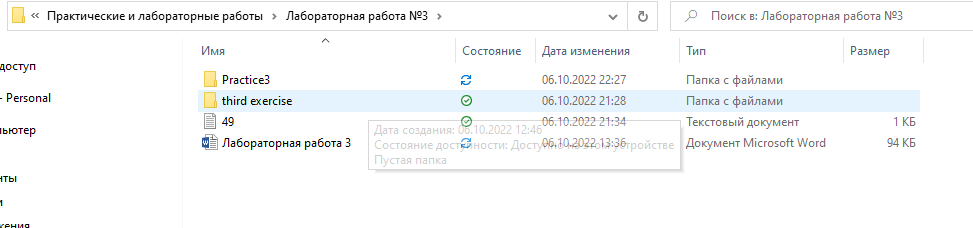 « Практические и лабораторные работы > Лабораторная работа №3 > Поиск в: Лабораторная работа №3
Имя Состояние Дата изменения Тип Размер
доступ
Practice3 06.10.2022 22:27 Папка с файлами
- Personal
third exercise 06.10.2022 21:28 Папка с файлами
49 06.10.2022 21:34 Текстовый документ 1 КБ
мпьютер
Дата создания: 06.10.2022 12:46
Лабораторная работа 3 06.10.2022 13:36 Документ Microsoft Word 94 КБ
Состояние доступности: Доступно на этом устройстве
Пустая папка
нты
и
жения